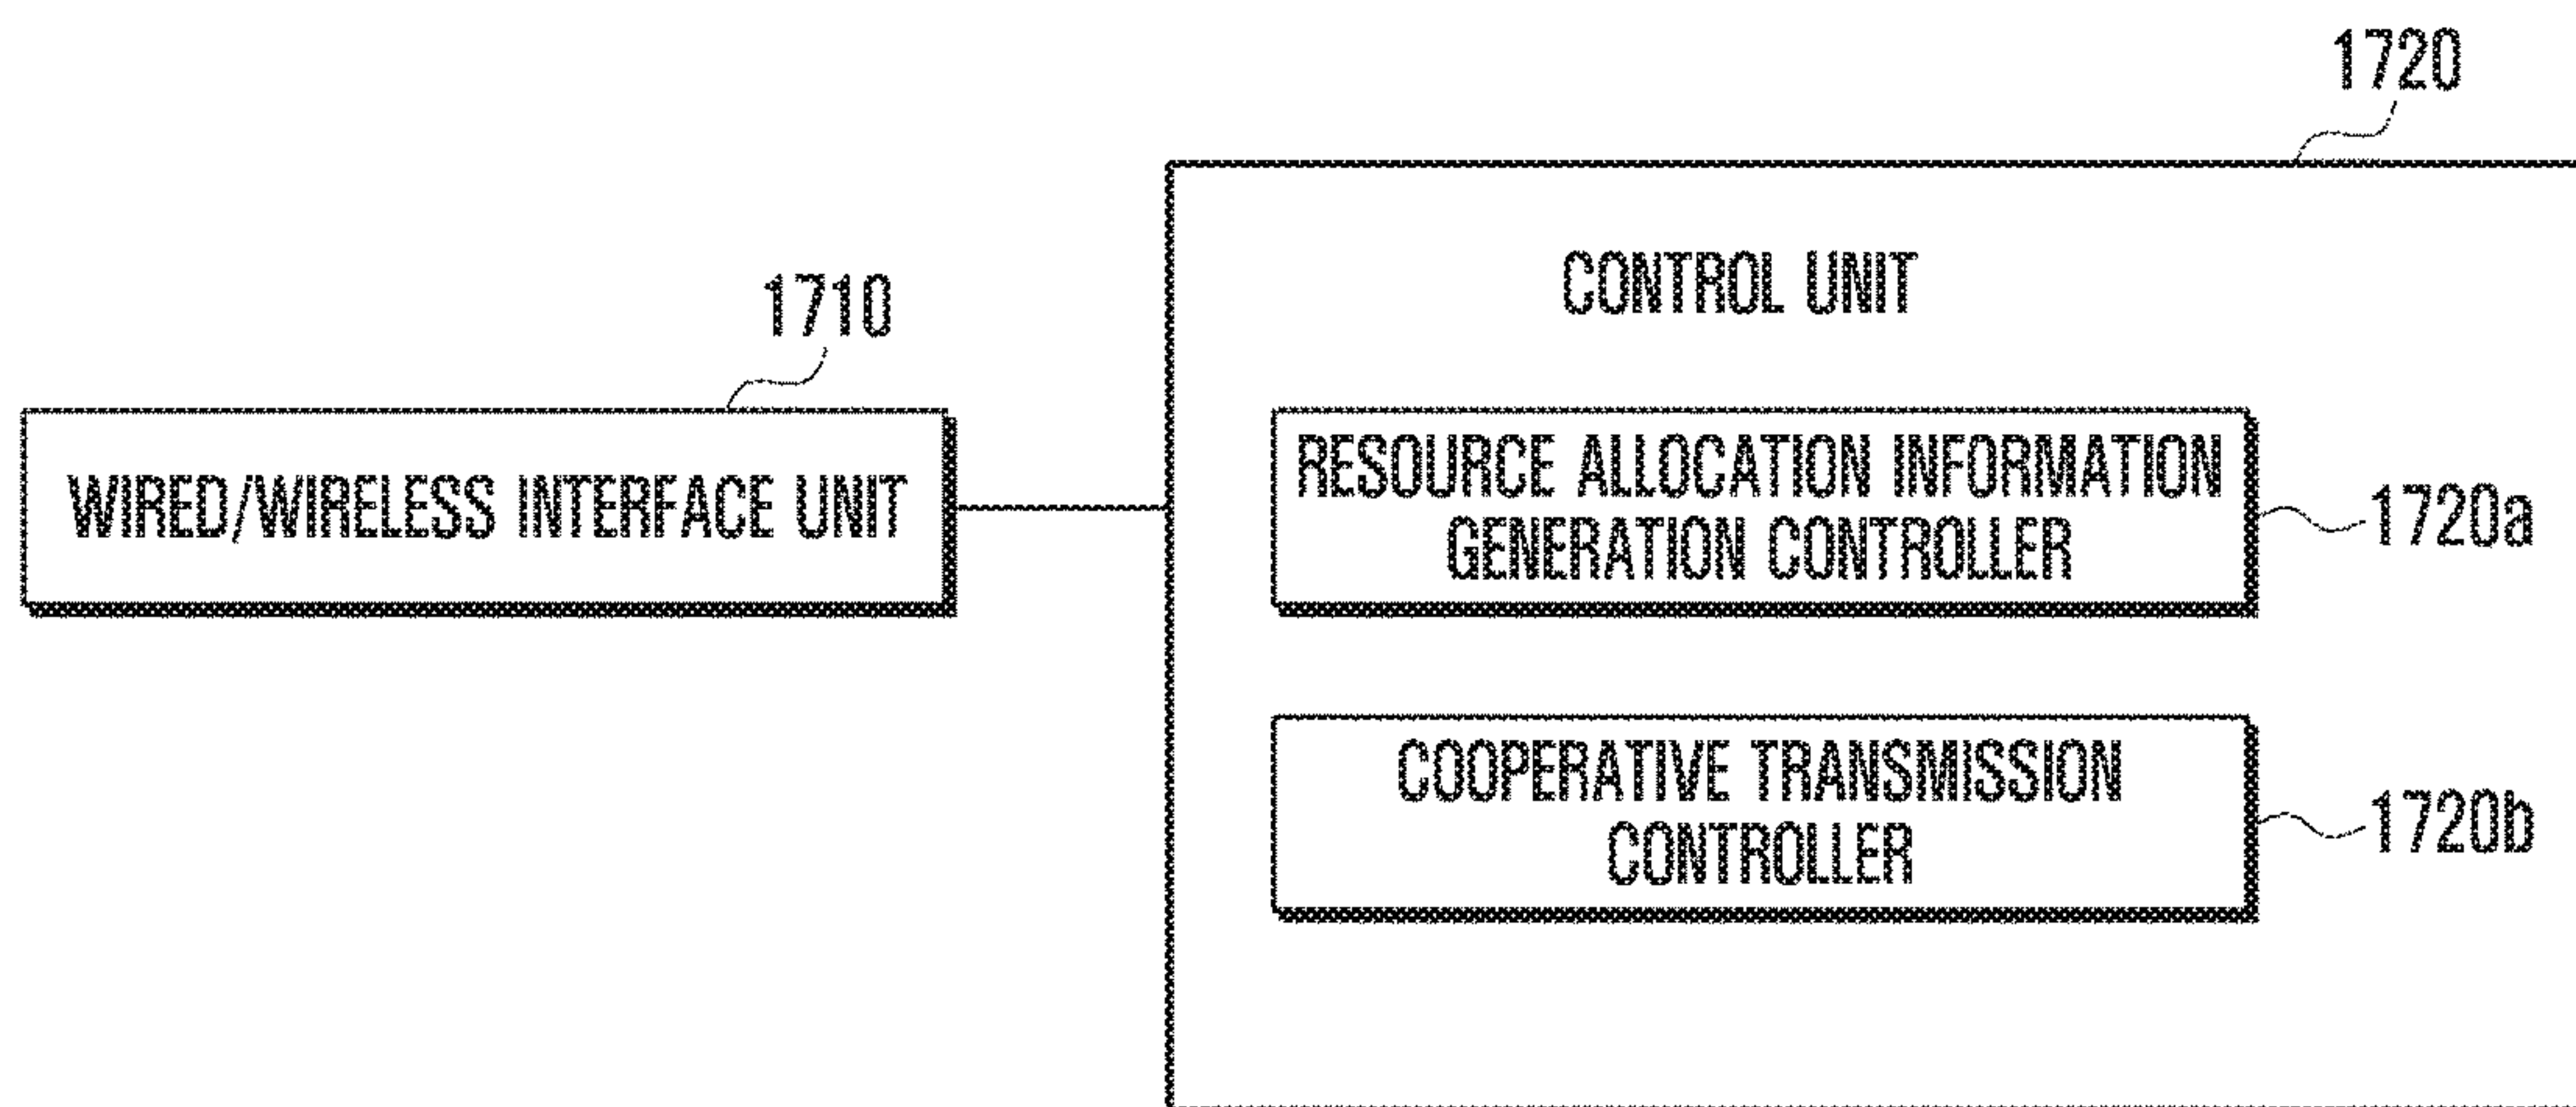 1720
CONTROL UNIT
1710
WIRED/WIRELESS INTERFACE UNIT
RESOURCE ALLOCATION INFORMATION
GENERATION CONTROLLER
1720a
COOPERATIVE TRANSMISSION
CONTROLLER
1720b